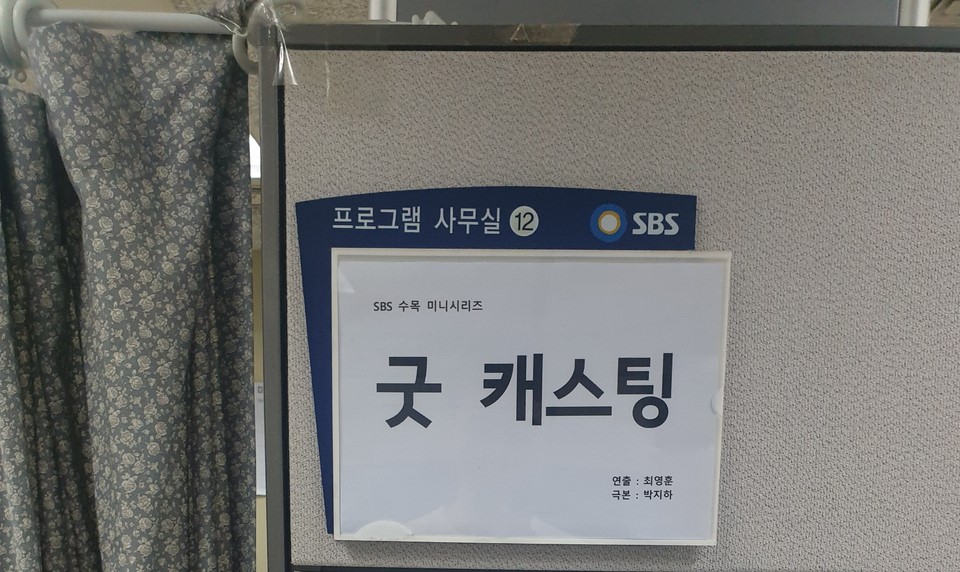 프로그램 사무실 12 SBS
SBS 수목 미니시리즈
굿 캐스팅
연출 : 최영훈
극본 : 박지하